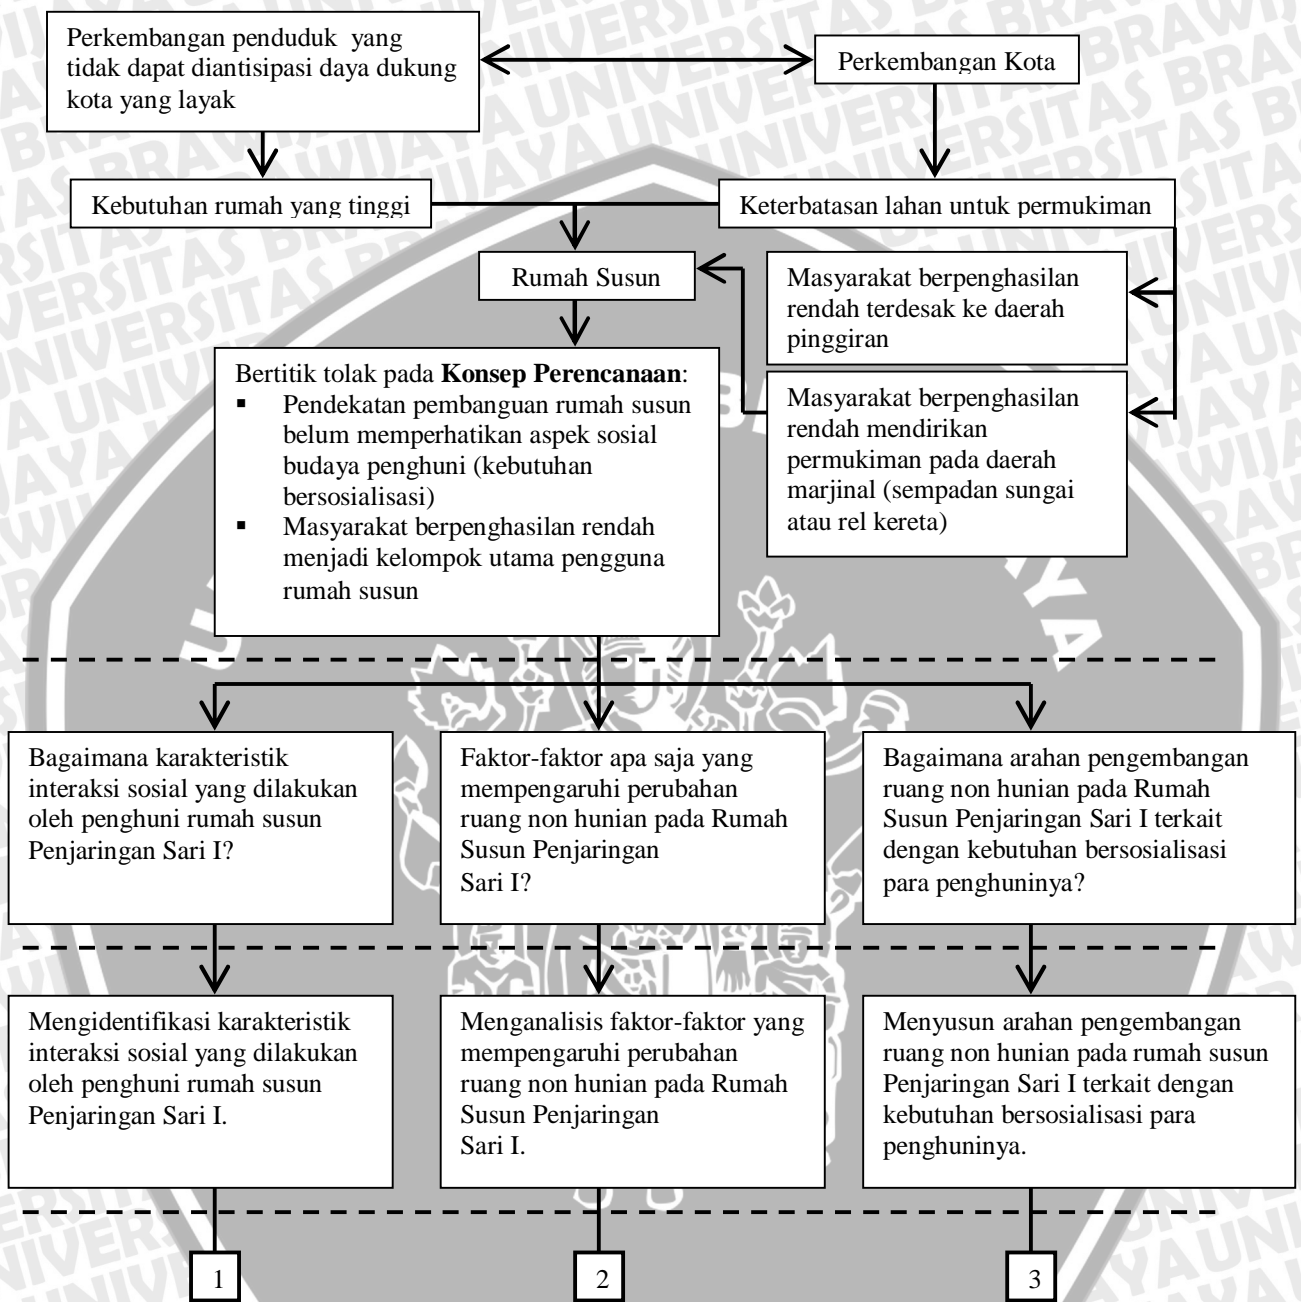 Perkembangan penduduk yang
tidak dapat diantisipasi daya dukung
kota yang layak
Perkembangan Kota
Kebutuhan rumah yang tinggi
Keterbatasan lahan untuk permukiman
Rumah Susun
Masyarakat berpenghasilan
rendah terdesak ke daerah
pinggiran
Bertitik tolak pada Konsep Perencanaan:
▪ Pendekatan pembanguan rumah susun
belum memperhatikan aspek sosial
budaya penghuni (kebutuhan
bersosialisasi)
▪ Masyarakat berpenghasilan rendah
menjadi kelompok utama pengguna
rumah susun
Masyarakat berpenghasilan
rendah mendirikan
permukiman pada daerah
marjinal (sempadan sungai
atau rel kereta)
Bagaimana karakteristik
interaksi sosial yang dilakukan
oleh penghuni rumah susun
Penjaringan Sari I?
Faktor-faktor apa saja yang
mempengaruhi perubahan
ruang non hunian pada Rumah
Susun Penjaringan
Sari I?
Bagaimana arahan pengembangan
ruang non hunian pada Rumah
Susun Penjaringan Sari I terkait
dengan kebutuhan bersosialisasi
para penghuninya?
Mengidentifikasi karakteristik
interaksi sosial yang dilakukan
oleh penghuni rumah susun
Penjaringan Sari I.
Menganalisis faktor-faktor yang
mempengaruhi perubahan
ruang non hunian pada Rumah
Susun Penjaringan
Sari I.
Menyusun arahan pengembangan
ruang non hunian pada rumah susun
Penjaringan Sari I terkait dengan
kebutuhan bersosialisasi para
penghuninya.
1
2
3